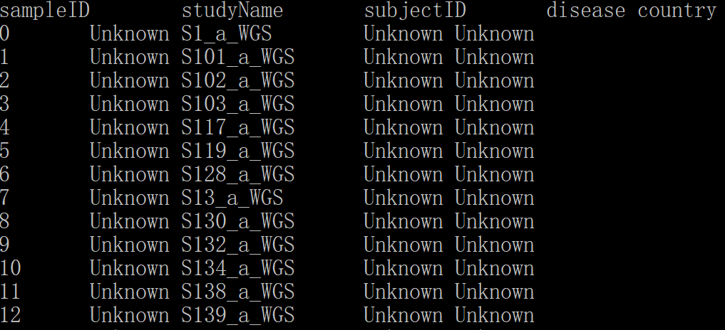 sampleID studyName subjectID disease country
0 Unknown S1_a_WGS Unknown Unknown
1 Unknown S101_a_WGS Unknown Unknown
2 Unknown S102_a_WGS Unknown Unknown
3 Unknown S103_a_WGS Unknown Unknown
4 Unknown S117_a_WGS Unknown Unknown
5 Unknown S119_a_WGS Unknown Unknown
6 Unknown S128_a_WGS Unknown Unknown
7 Unknown S13_a_WGS Unknown Unknown
8 Unknown S130_a_WGS Unknown Unknown
9 Unknown S132_a_WGS Unknown Unknown
10 Unknown S134_a_WGS Unknown Unknown
11 Unknown S138_a_WGS Unknown Unknown
12 Unknown S139_a_WGS Unknown Unknown